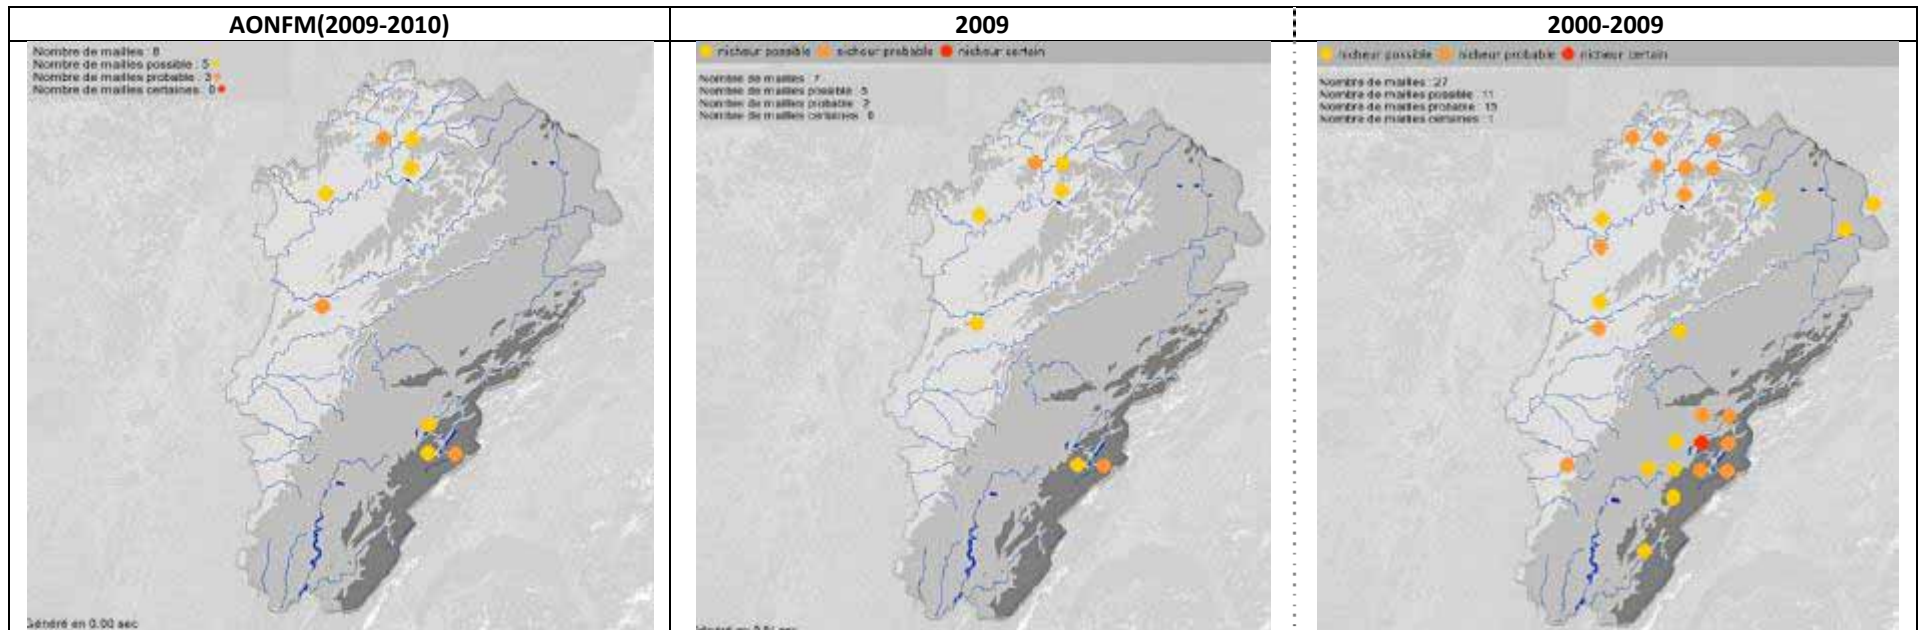 AONFM(2009-2010)
Nombre de mailles : 8
Nombre de mailles possible : 5
Nombre de mailles probable : 3
Nombre de mailles certaines : 0
Généré en 0.00 sec
2009
nicheur possible nicheur probable nicheur certain
Nombre de mailles : 7
Nombre de mailles possible : 5
Nombre de mailles probable : 2
Nombre de mailles certaines : 0
2000-2009
nicheur possible nicheur probable nicheur certain
Nombre de mailles : 27
Nombre de mailles possible : 11
Nombre de mailles probable : 15
Nombre de mailles certaines : 1